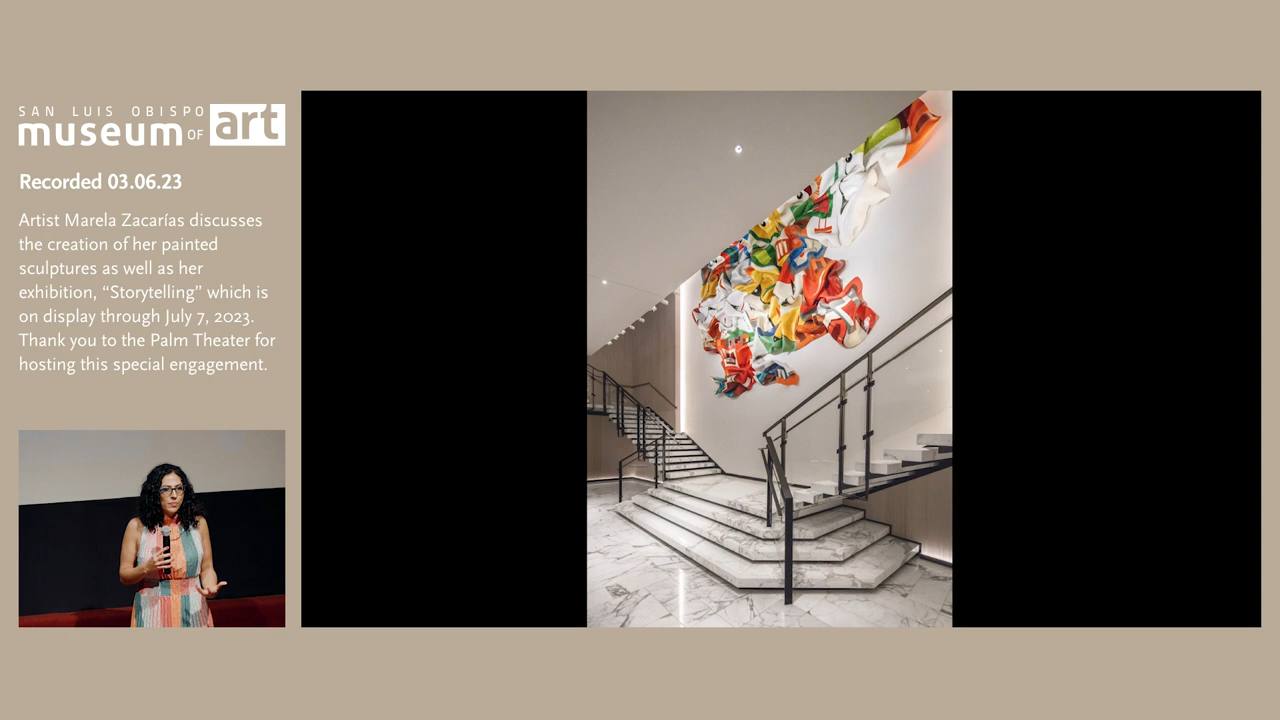 SAN LUIS OBISPO
museum OF art
Recorded 03.06.23
Artist Marela Zacarías discusses
the creation of her painted
sculptures as well as her
exhibition, “Storytelling” which is
on display through July 7, 2023.
Thank you to the Palm Theater for
hosting this special engagement.